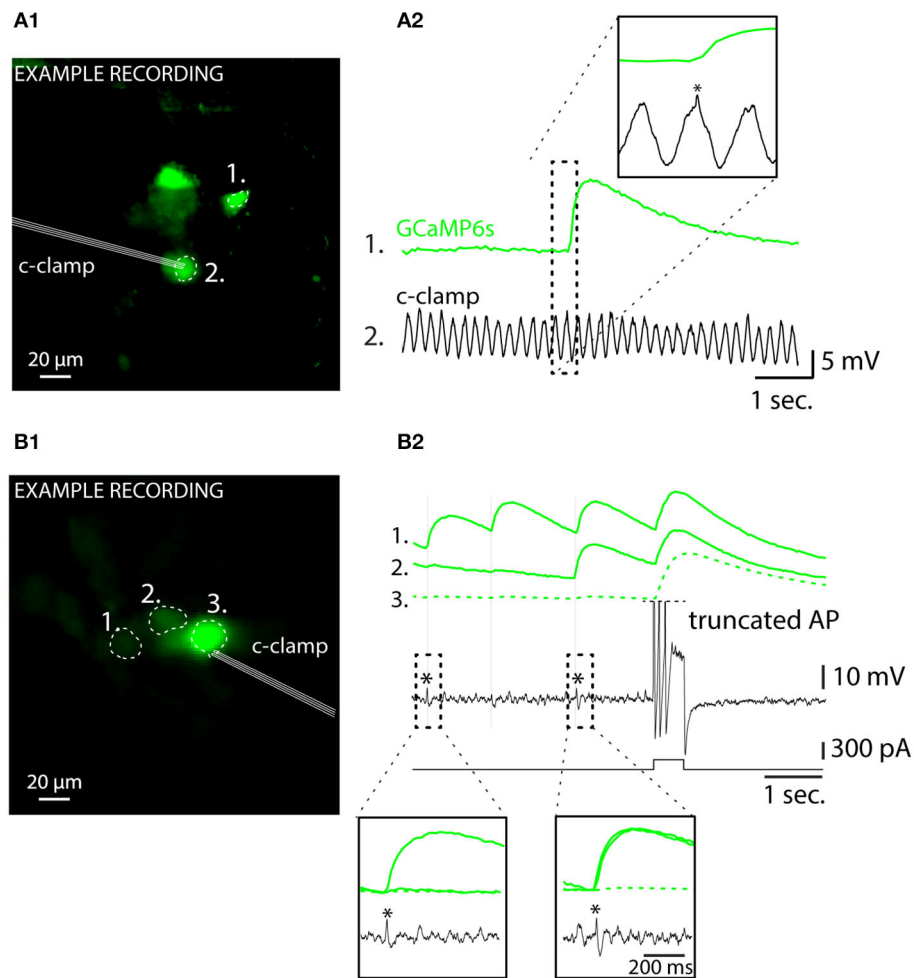 A1
EXAMPLE RECORDING
1.
2.
c-clamp
20 µm
A2
*
GCaMP6s
1.
c-clamp
2.
5 mV
1 sec.
B1
EXAMPLE RECORDING
1.
2.
3.
c-clamp
20 µm
B2
1.
2.
3.
truncated AP
* *
10 mV
300 pA
1 sec.
* *
200 ms